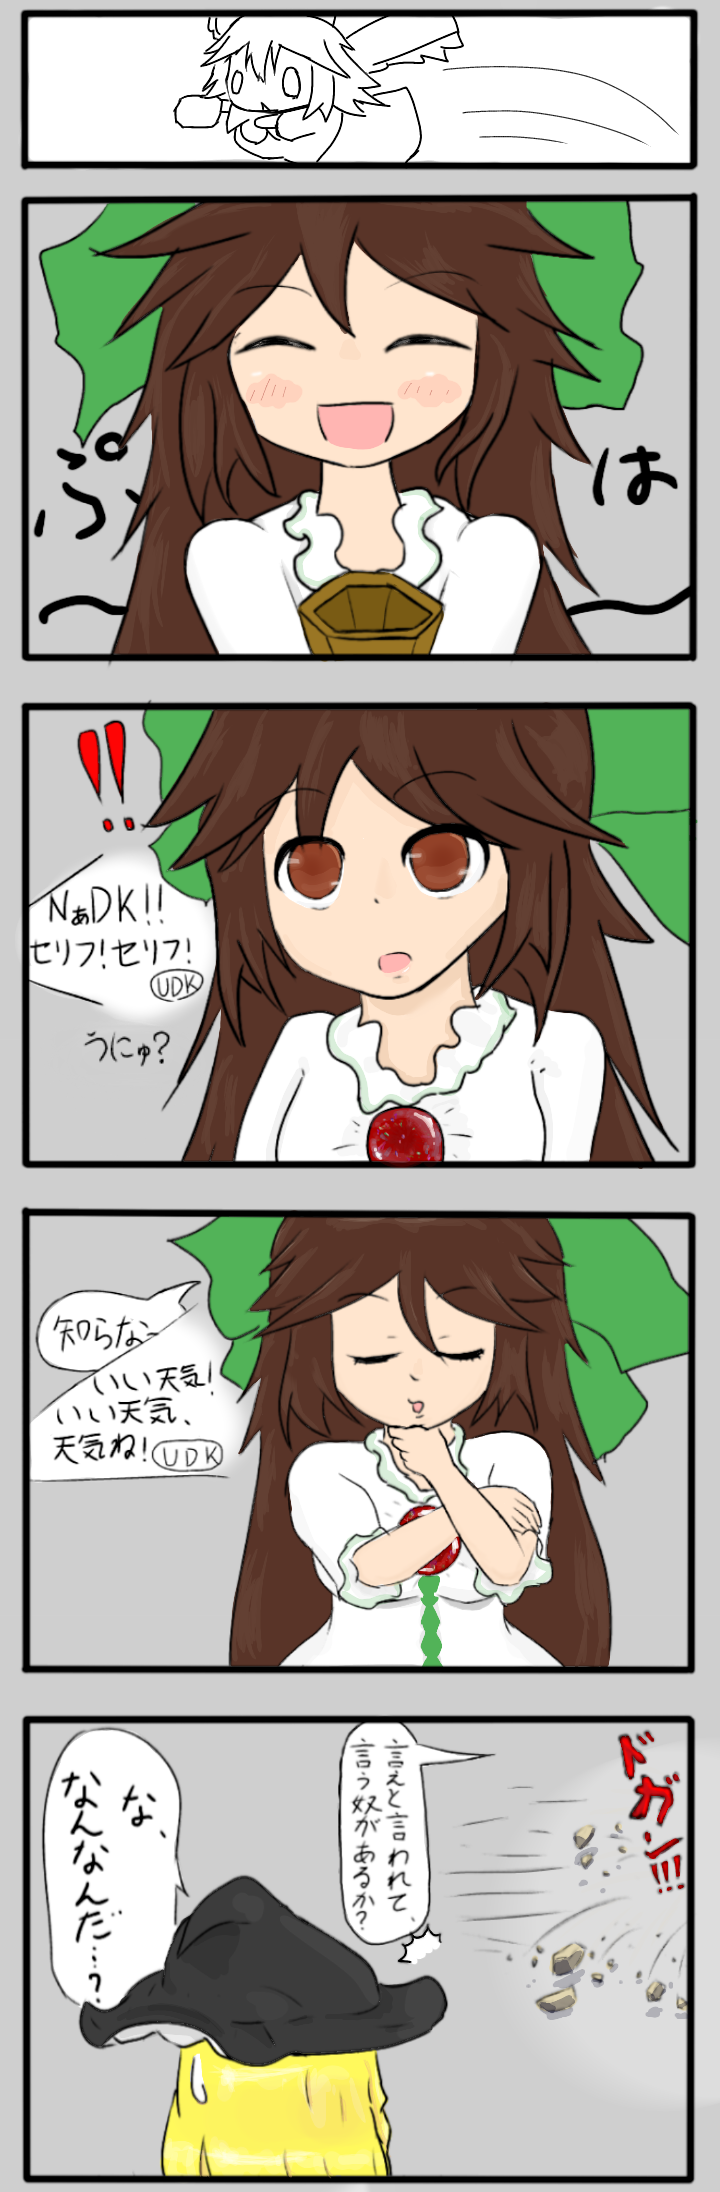 ぷは～
!!
NぁDK!!
セリフ!セリフ!
UDK
うにゅ?
知らな～
いい天気!
いい天気、
天気ね!UDK
ドガン!!!
言えと言われて、
言う奴があるか?
な、
なんなんだ…?